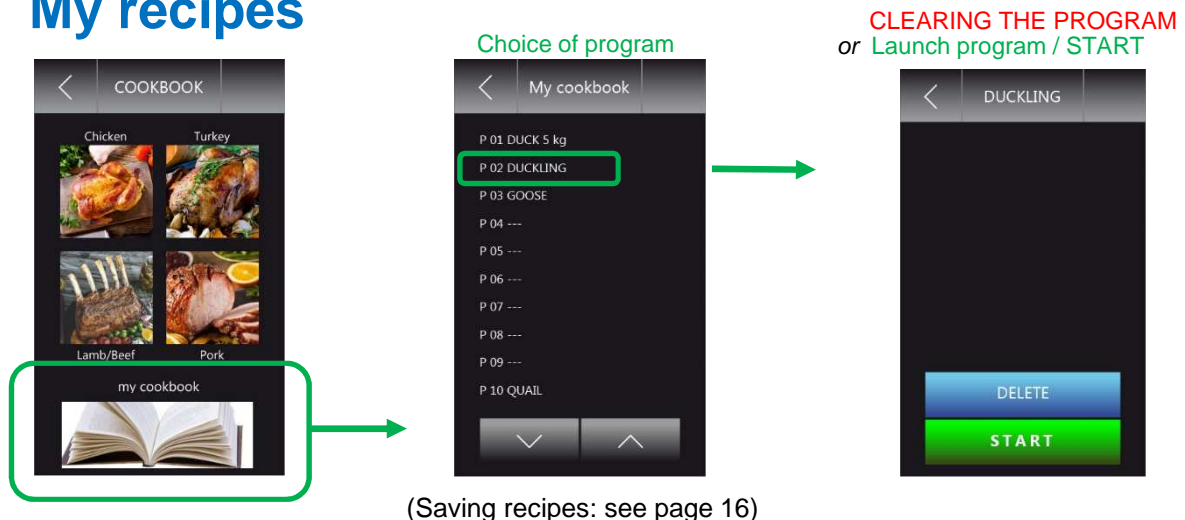 My recipes
Choice of program
CLEARING THE PROGRAM
or Launch program / START
COOKBOOK
Chicken Turkey
Lamb/Beef Pork
my cookbook
My cookbook
P 01 DUCK 5 kg
P 02 DUCKLING
P 03 GOOSE
P 04 ---
P 05 ---
P 06 ---
P 07 ---
P 08 ---
P 09 ---
P 10 QUAIL
DUCKLING
DELETE
START
(Saving recipes: see page 16)